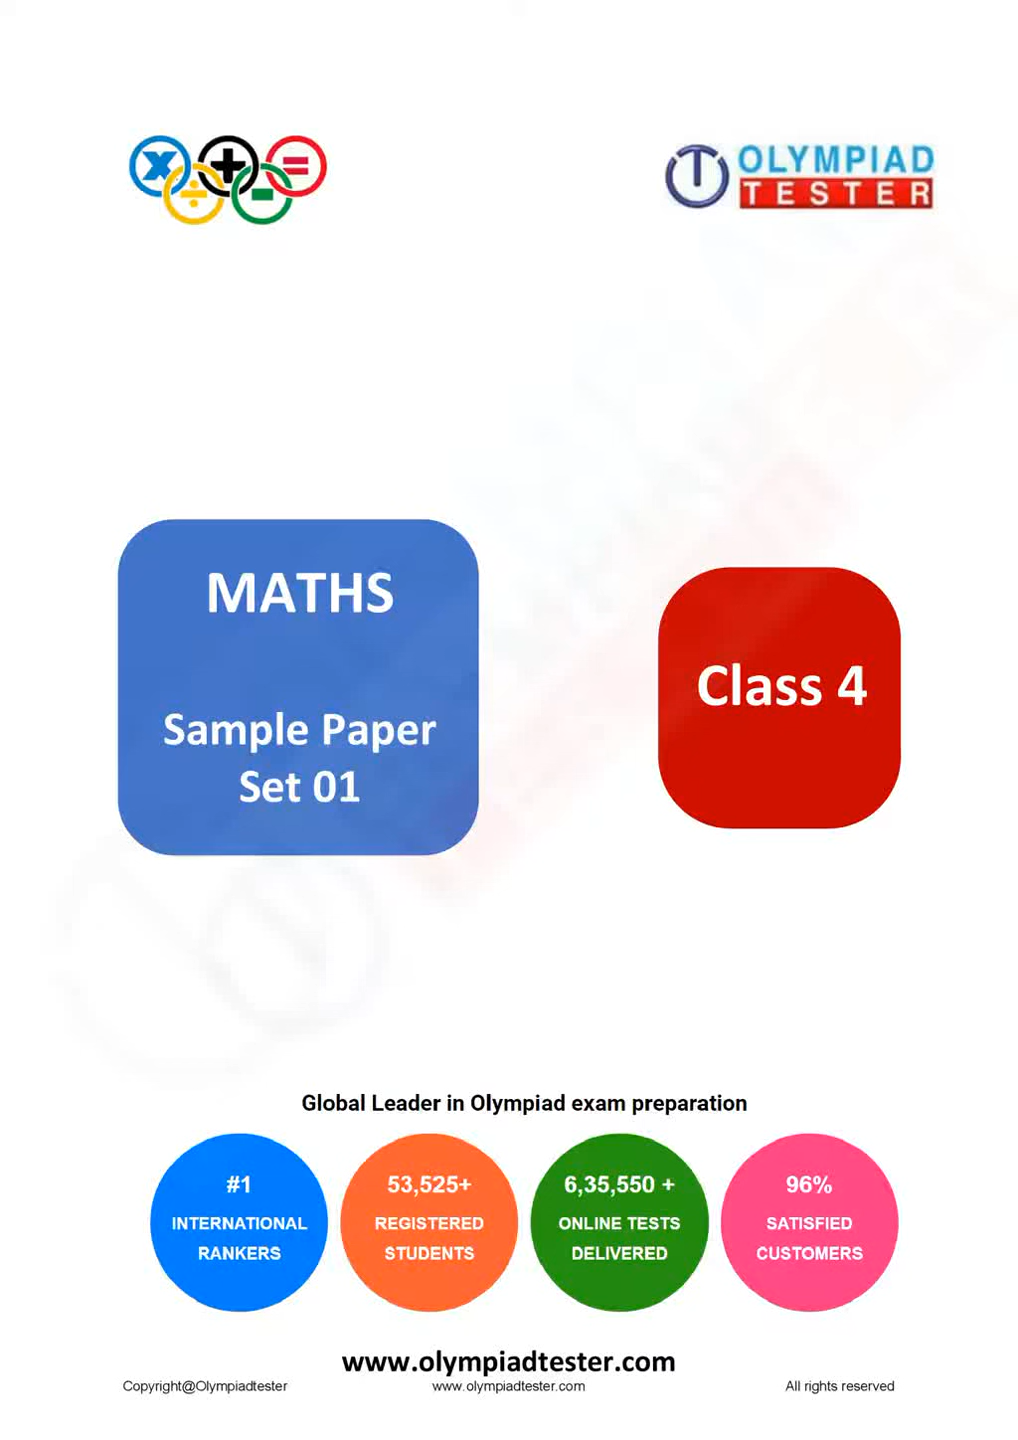 OLYMPIAD
TESTER
MATHS
Sample Paper
Set 01
Class 4
Global Leader in Olympiad exam preparation
#1
INTERNATIONAL
RANKERS
53,525+
REGISTERED
STUDENTS
6,35,550 +
ONLINE TESTS
DELIVERED
96%
SATISFIED
CUSTOMERS
www.olympiadtester.com
Copyright@Olympiadtester www.olympiadtester.com All rights reserved